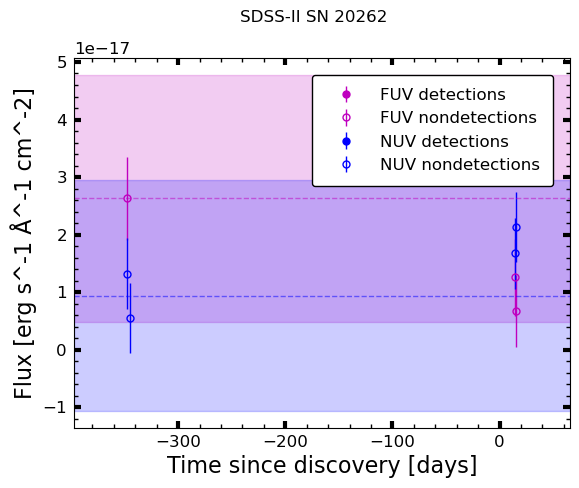 SDSS-II SN 20262
1e−17
FUV detections
FUV nondetections
NUV detections
NUV nondetections
5
4
3
2
1
0
−1
Flux [erg s^-1 Å^-1 cm^-2]
−300 −200 −100 0
Time since discovery [days]